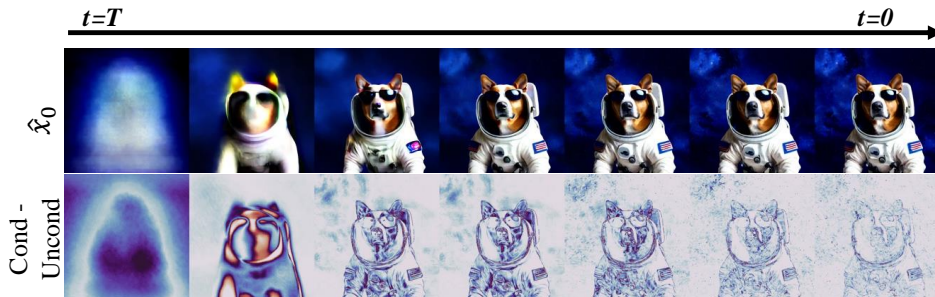 t=T
t=0
x̂₀
Cond -
Uncond